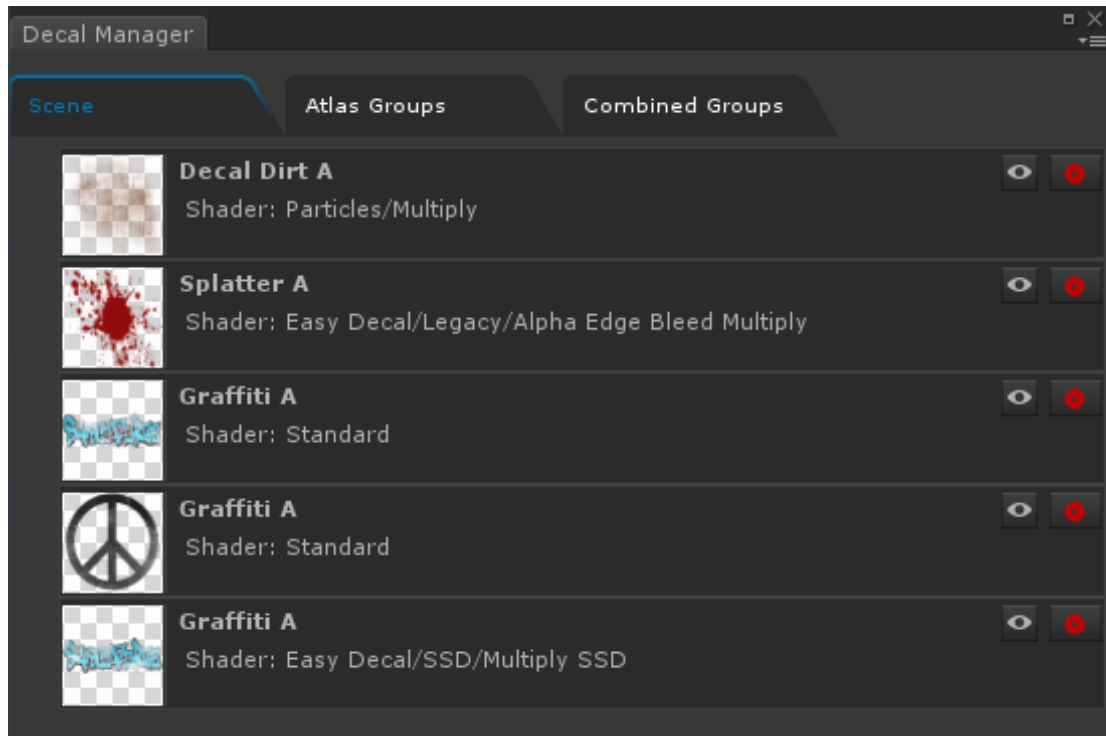 Decal Manager
Scene
Atlas Groups
Combined Groups
Decal Dirt A
Shader: Particles/Multiply
Splatter A
Shader: Easy Decal/Legacy/Alpha Edge Bleed Multiply
Graffiti A
Shader: Standard
Graffiti A
Shader: Standard
Graffiti A
Shader: Easy Decal/SSD/Multiply SSD